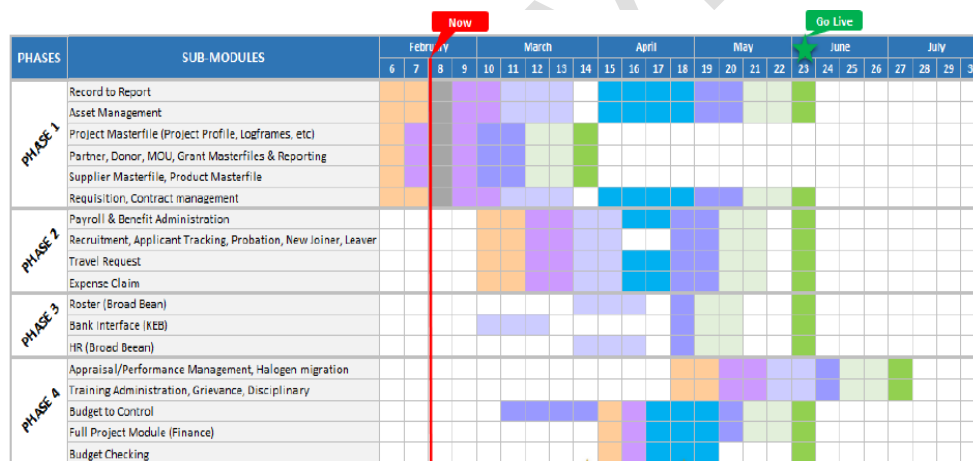 Now
Go Live
PHASES
SUB-MODULES
February
March
April
May
June
July
6 7 8 9 10 11 12 13 14 15 16 17 18 19 20 21 22 23 24 25 26 27 28 29
PHASE 1
Record to Report
Asset Management
Project Masterfile (Project Profile, Logframes, etc)
Partner, Donor, MOU, Grant Masterfiles & Reporting
Supplier Masterfile, Product Masterfile
Requisition, Contract management
PHASE 2
Payroll & Benefit Administration
Recruitment, Applicant Tracking, Probation, New Joiner, Leaver
Travel Request
Expense Claim
PHASE 3
Roster (Broad Bean)
Bank Interface (KEB)
HR (Broad Beean)
PHASE 4
Appraisal/Performance Management, Halogen migration
Training Administration, Grievance, Disciplinary
Budget to Control
Full Project Module (Finance)
Budget Checking